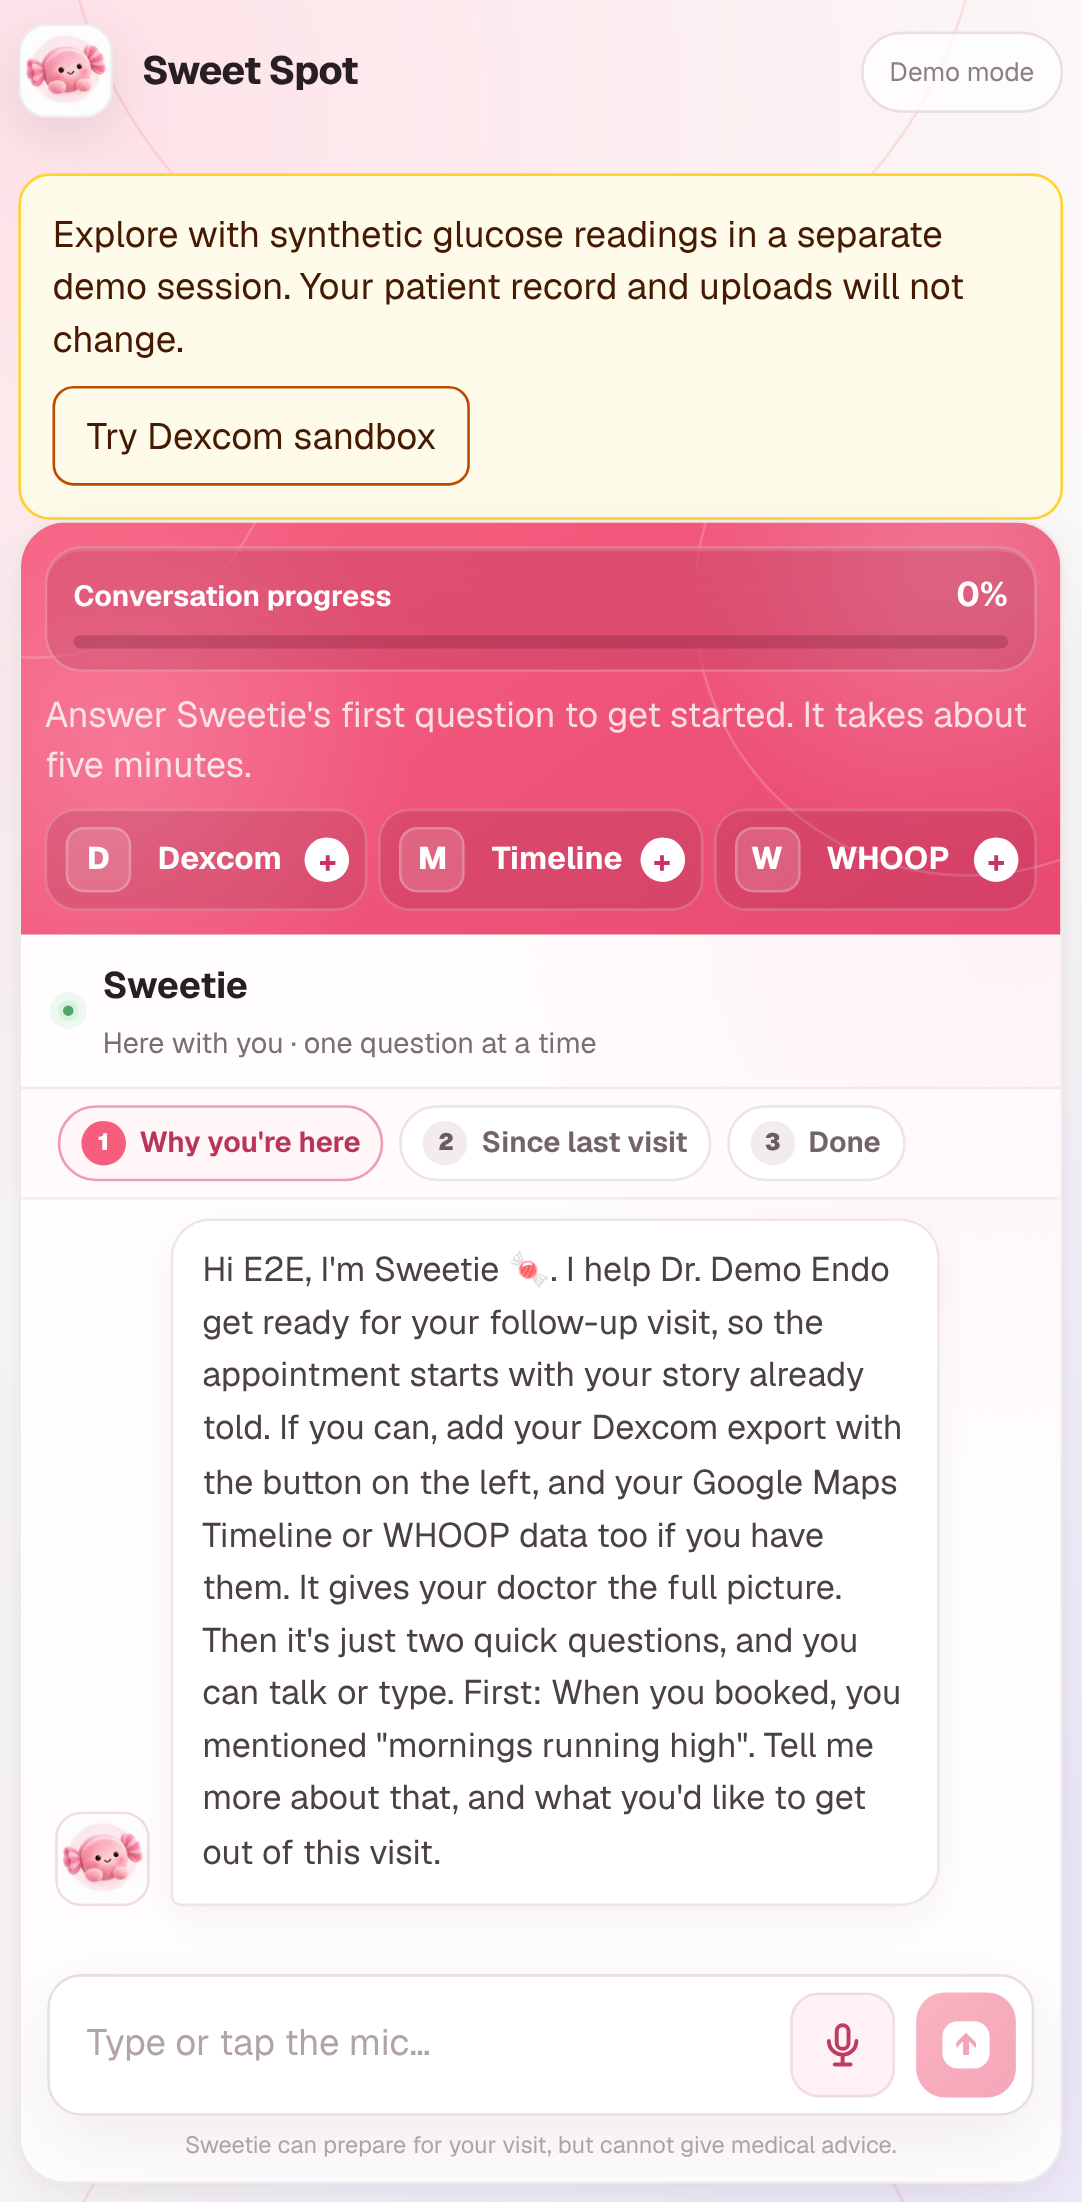 Sweet Spot
Demo mode
Explore with synthetic glucose readings in a separate
demo session. Your patient record and uploads will not
change.
Try Dexcom sandbox
Conversation progress
0%
Answer Sweetie's first question to get started. It takes about
five minutes.
D Dexcom +
M Timeline +
W WHOOP +
Sweetie
Here with you · one question at a time
1 Why you're here
2 Since last visit
3 Done
Hi E2E, I'm Sweetie 🍬. I help Dr. Demo Endo
get ready for your follow-up visit, so the
appointment starts with your story already
told. If you can, add your Dexcom export with
the button on the left, and your Google Maps
Timeline or WHOOP data too if you have
them. It gives your doctor the full picture.
Then it's just two quick questions, and you
can talk or type. First: When you booked, you
mentioned "mornings running high". Tell me
more about that, and what you'd like to get
out of this visit.
Type or tap the mic…
Sweetie can prepare for your visit, but cannot give medical advice.